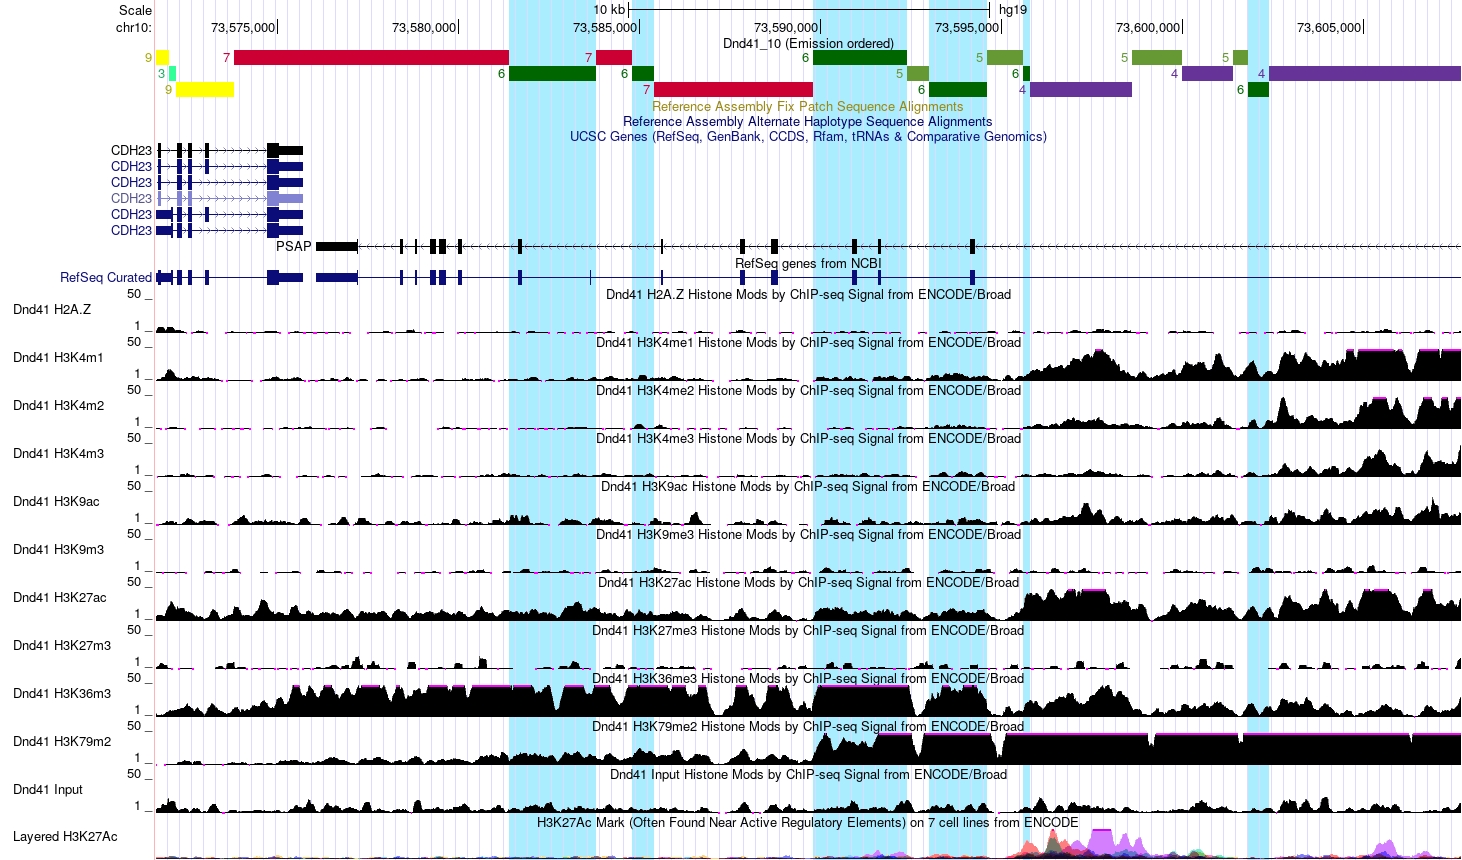 Scale 10 kb hg19
chr10: 73,575,000 73,580,000 73,585,000 73,590,000 73,595,000 73,600,000 73,605,000
Dnd41_10 (Emission ordered)
9 7 7 6 5 5 5
3 6 6 5 6 4 4
9 7 6 4 6
Reference Assembly Fix Patch Sequence Alignments
Reference Assembly Alternate Haplotype Sequence Alignments
UCSC Genes (RefSeq, GenBank, CCDS, Rfam, tRNAs & Comparative Genomics)
CDH23
CDH23
CDH23
CDH23
CDH23
CDH23
PSAP
RefSeq genes from NCBI
RefSeq Curated
Dnd41 H2A.Z Histone Mods by ChIP-seq Signal from ENCODE/Broad
50 _
Dnd41 H2A.Z
1 _
Dnd41 H3K4me1 Histone Mods by ChIP-seq Signal from ENCODE/Broad
50 _
Dnd41 H3K4m1
1 _
Dnd41 H3K4me2 Histone Mods by ChIP-seq Signal from ENCODE/Broad
50 _
Dnd41 H3K4m2
1 _
Dnd41 H3K4me3 Histone Mods by ChIP-seq Signal from ENCODE/Broad
50 _
Dnd41 H3K4m3
1 _
Dnd41 H3K9ac Histone Mods by ChIP-seq Signal from ENCODE/Broad
50 _
Dnd41 H3K9ac
1 _
Dnd41 H3K9me3 Histone Mods by ChIP-seq Signal from ENCODE/Broad
50 _
Dnd41 H3K9m3
1 _
Dnd41 H3K27ac Histone Mods by ChIP-seq Signal from ENCODE/Broad
50 _
Dnd41 H3K27ac
1 _
Dnd41 H3K27me3 Histone Mods by ChIP-seq Signal from ENCODE/Broad
50 _
Dnd41 H3K27m3
1 _
Dnd41 H3K36me3 Histone Mods by ChIP-seq Signal from ENCODE/Broad
50 _
Dnd41 H3K36m3
1 _
Dnd41 H3K79me2 Histone Mods by ChIP-seq Signal from ENCODE/Broad
50 _
Dnd41 H3K79m2
1 _
Dnd41 Input Histone Mods by ChIP-seq Signal from ENCODE/Broad
50 _
Dnd41 Input
1 _
H3K27Ac Mark (Often Found Near Active Regulatory Elements) on 7 cell lines from ENCODE
Layered H3K27Ac